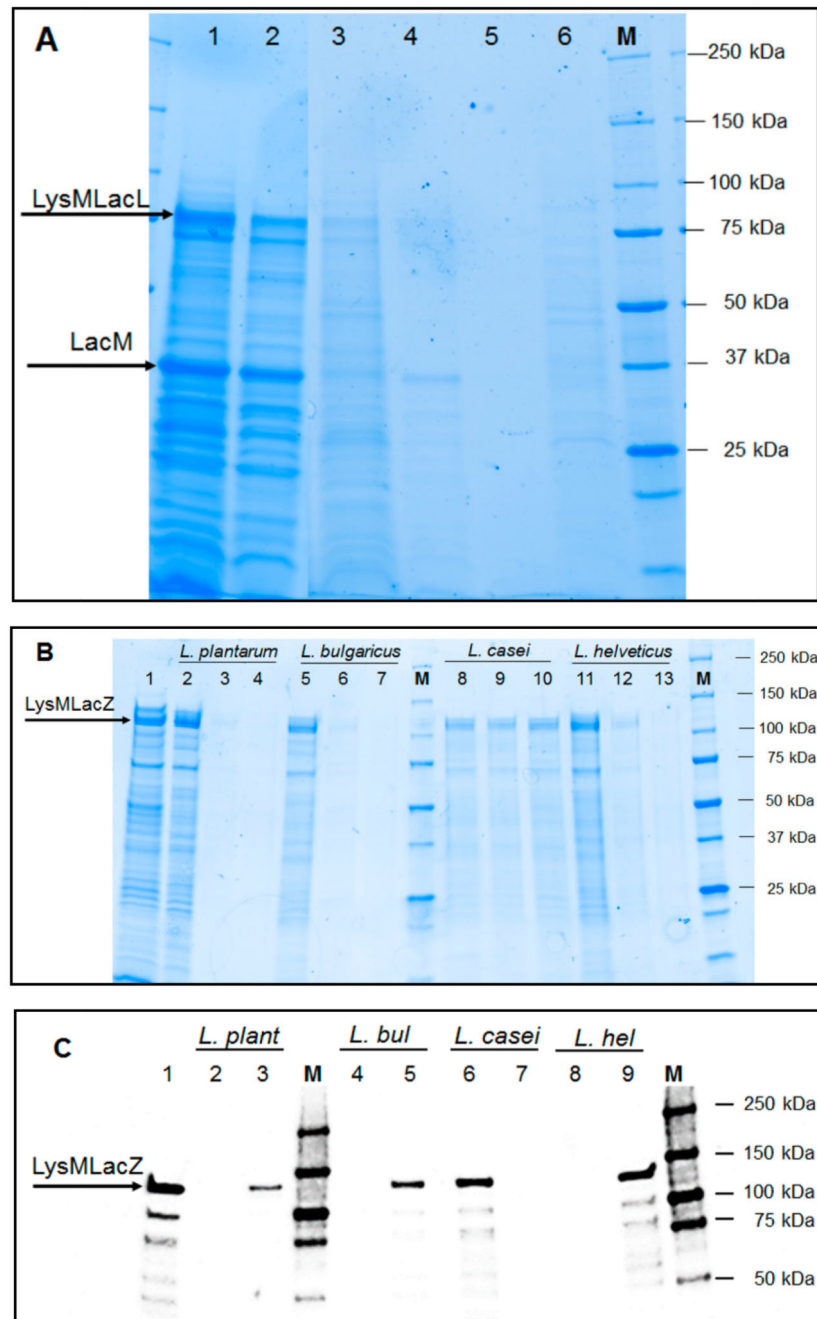 A 1 2 3 4 5 6 M
250 kDa
150 kDa
100 kDa
LysMLacL
75 kDa
50 kDa
LacM
37 kDa
25 kDa
B L. plantarum L. bulgaricus L. casei L. helveticus
1 2 3 4 5 6 7 M 8 9 10 11 12 13 M
250 kDa
150 kDa
LysMLacZ
100 kDa
75 kDa
50 kDa
37 kDa
25 kDa
C L. plant L. bul L. casei L. hel
1 2 3 M 4 5 6 7 8 9 M
250 kDa
150 kDa
LysMLacZ
100 kDa
75 kDa
50 kDa